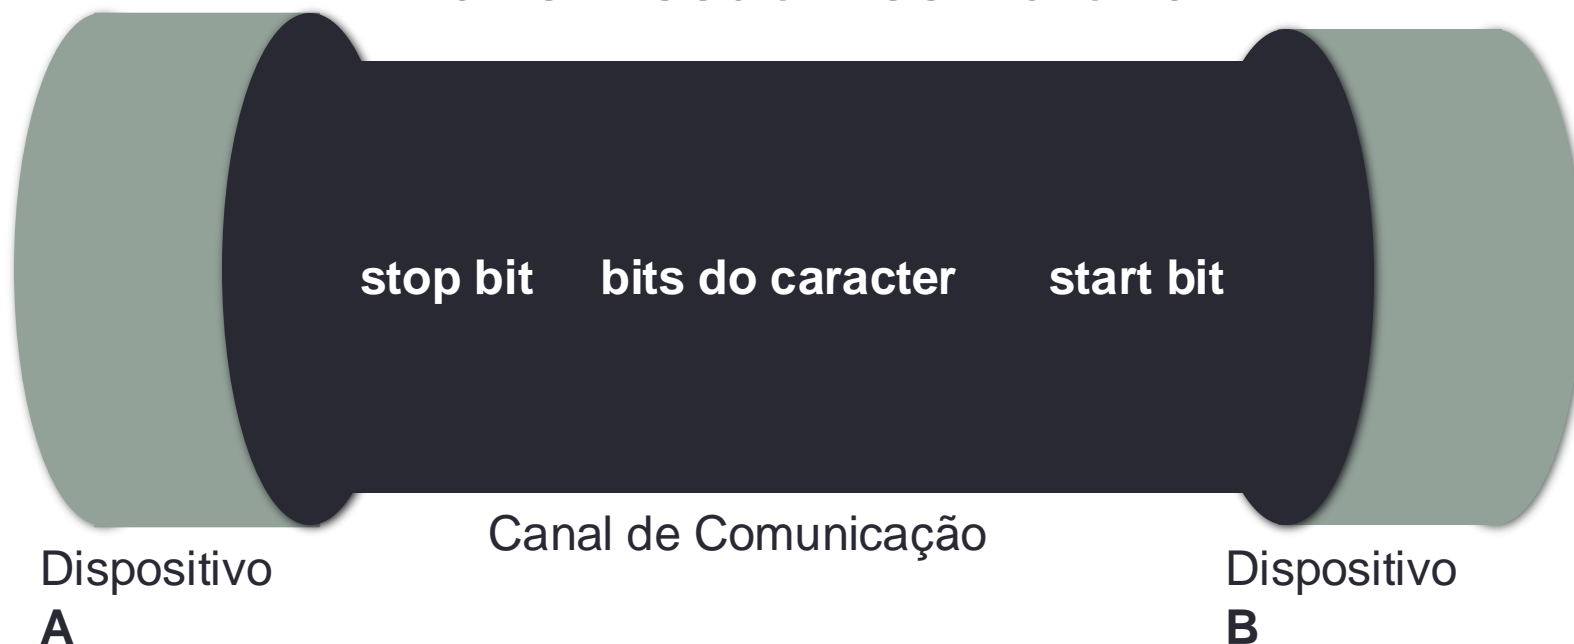 stop bit bits do caracter start bit
Canal de Comunicação
Dispositivo
A
Dispositivo
B